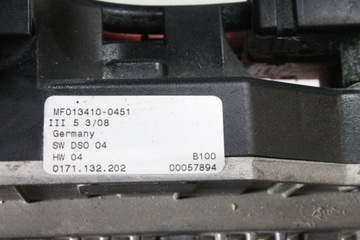 MF013410-0451
III 5 3/08
Germany
SW DSO 04
HW 04 B100
0171.132.202 00057894